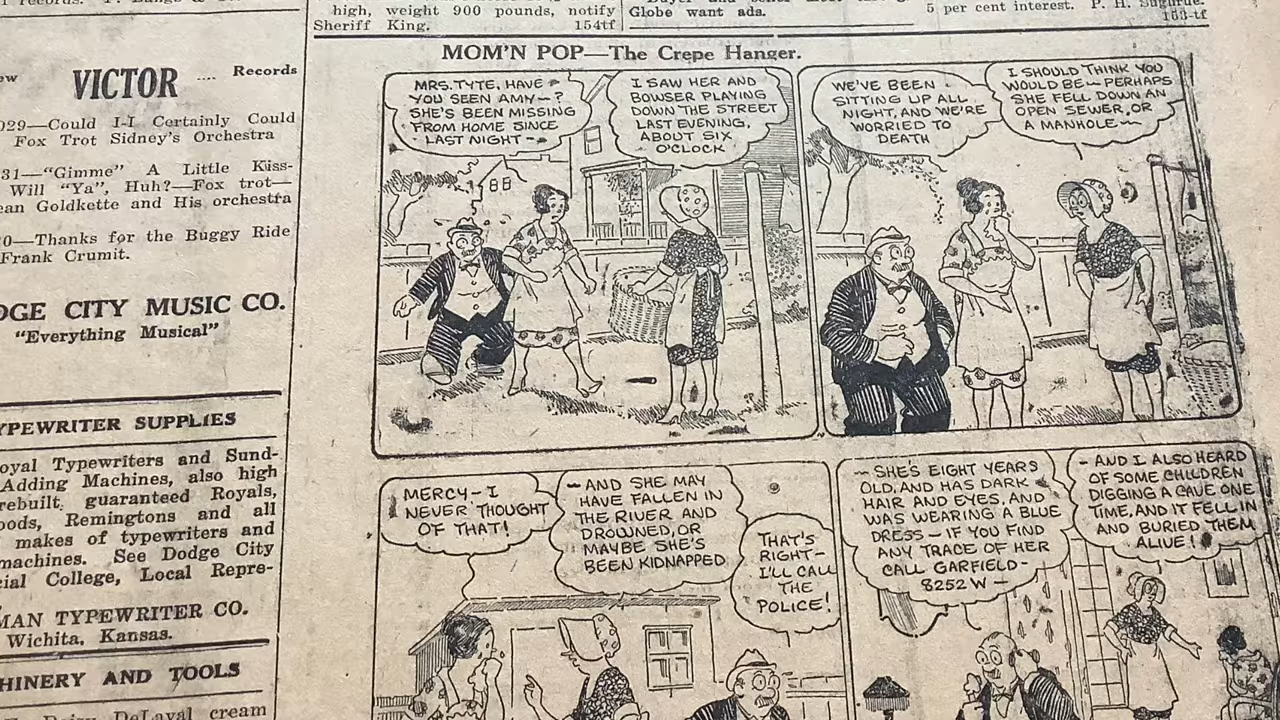 high, weight 900 pounds, notify
Sheriff King. 154tf
Globe want ads.
5 per cent interest. P. H. Sughrue.
153-tf
VICTOR .... Records
029—Could I-I Certainly Could
Fox Trot Sidney's Orchestra
31—"Gimme" A Little Kiss-
Will "Ya", Huh?—Fox trot—
ean Goldkette and His orchestra
0—Thanks for the Buggy Ride
Frank Crumit.
DGE CITY MUSIC CO.
"Everything Musical"
YPEWRITER SUPPLIES
oyal Typewriters and Sund-
Adding Machines, also high
rebuilt, guaranteed Royals,
oods, Remingtons and all
makes of typewriters and
machines. See Dodge City
cial College, Local Repre-
MAN TYPEWRITER CO.
Wichita, Kansas.
HINERY AND TOOLS
DeLaval cream
MOM'N POP—The Crepe Hanger.
MRS. TYTE, HAVE
YOU SEEN AMY—?
SHE'S BEEN MISSING
FROM HOME SINCE
LAST NIGHT—
I SAW HER AND
BOWSER PLAYING
DOWN THE STREET
LAST EVENING,
ABOUT SIX
O'CLOCK
WE'VE BEEN
SITTING UP ALL
NIGHT, AND WE'RE
WORRIED TO
DEATH
I SHOULD THINK YOU
WOULD BE — PERHAPS
SHE FELL DOWN AN
OPEN SEWER, OR
A MANHOLE —
MERCY - I
NEVER THOUGHT
OF THAT!
— AND SHE MAY
HAVE FALLEN IN
THE RIVER AND
DROWNED, OR
MAYBE SHE'S
BEEN KIDNAPPED
THAT'S
RIGHT —
I'LL CALL
THE
POLICE!
— SHE'S EIGHT YEARS
OLD, AND HAS DARK
HAIR AND EYES, AND
WAS WEARING A BLUE
DRESS — IF YOU FIND
ANY TRACE OF HER
CALL GARFIELD -
8252 W —
- AND I ALSO HEARD
OF SOME CHILDREN
DIGGING A CAVE ONE
TIME, AND IT FELL IN
AND BURIED THEM
ALIVE!